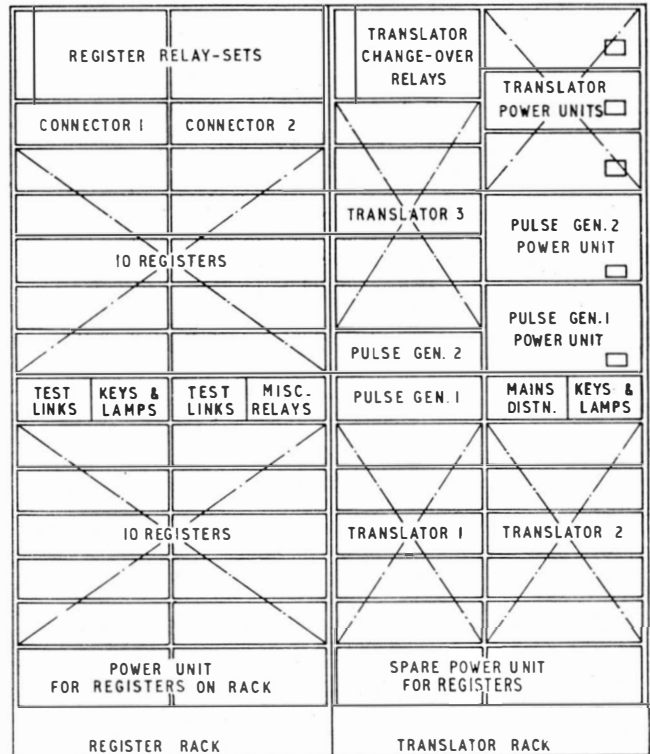 REGISTER RELAY-SETS
CONNECTOR 1
CONNECTOR 2
10 REGISTERS
TEST LINKS
KEYS & LAMPS
TEST LINKS
MISC. RELAYS
10 REGISTERS
POWER UNIT
FOR REGISTERS ON RACK
REGISTER RACK
TRANSLATOR
CHANGE-OVER
RELAYS
TRANSLATOR
POWER UNITS
TRANSLATOR 3
PULSE GEN. 2
POWER UNIT
PULSE GEN. 1
POWER UNIT
PULSE GEN. 2
PULSE GEN. 1
MAINS DISTN.
KEYS & LAMPS
TRANSLATOR 1
TRANSLATOR 2
SPARE POWER UNIT
FOR REGISTERS
TRANSLATOR RACK